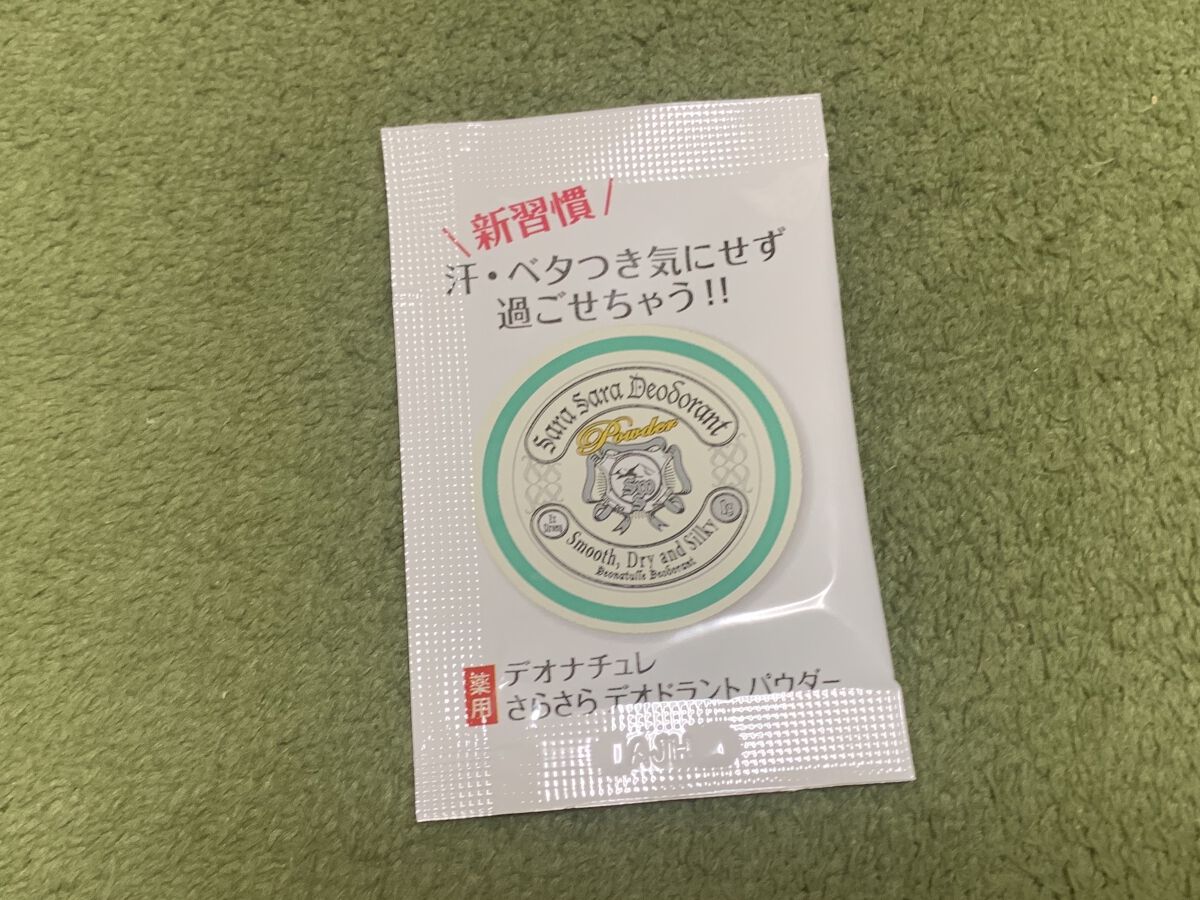 新習慣
汗・ベタつき気にせず
過ごせちゃう!!
Sara Sara Deodorant
Powder
Smooth, Dry and Silky
Deonatulle Deodorant
薬用
デオナチュレ
さらさら デオドラント パウダー